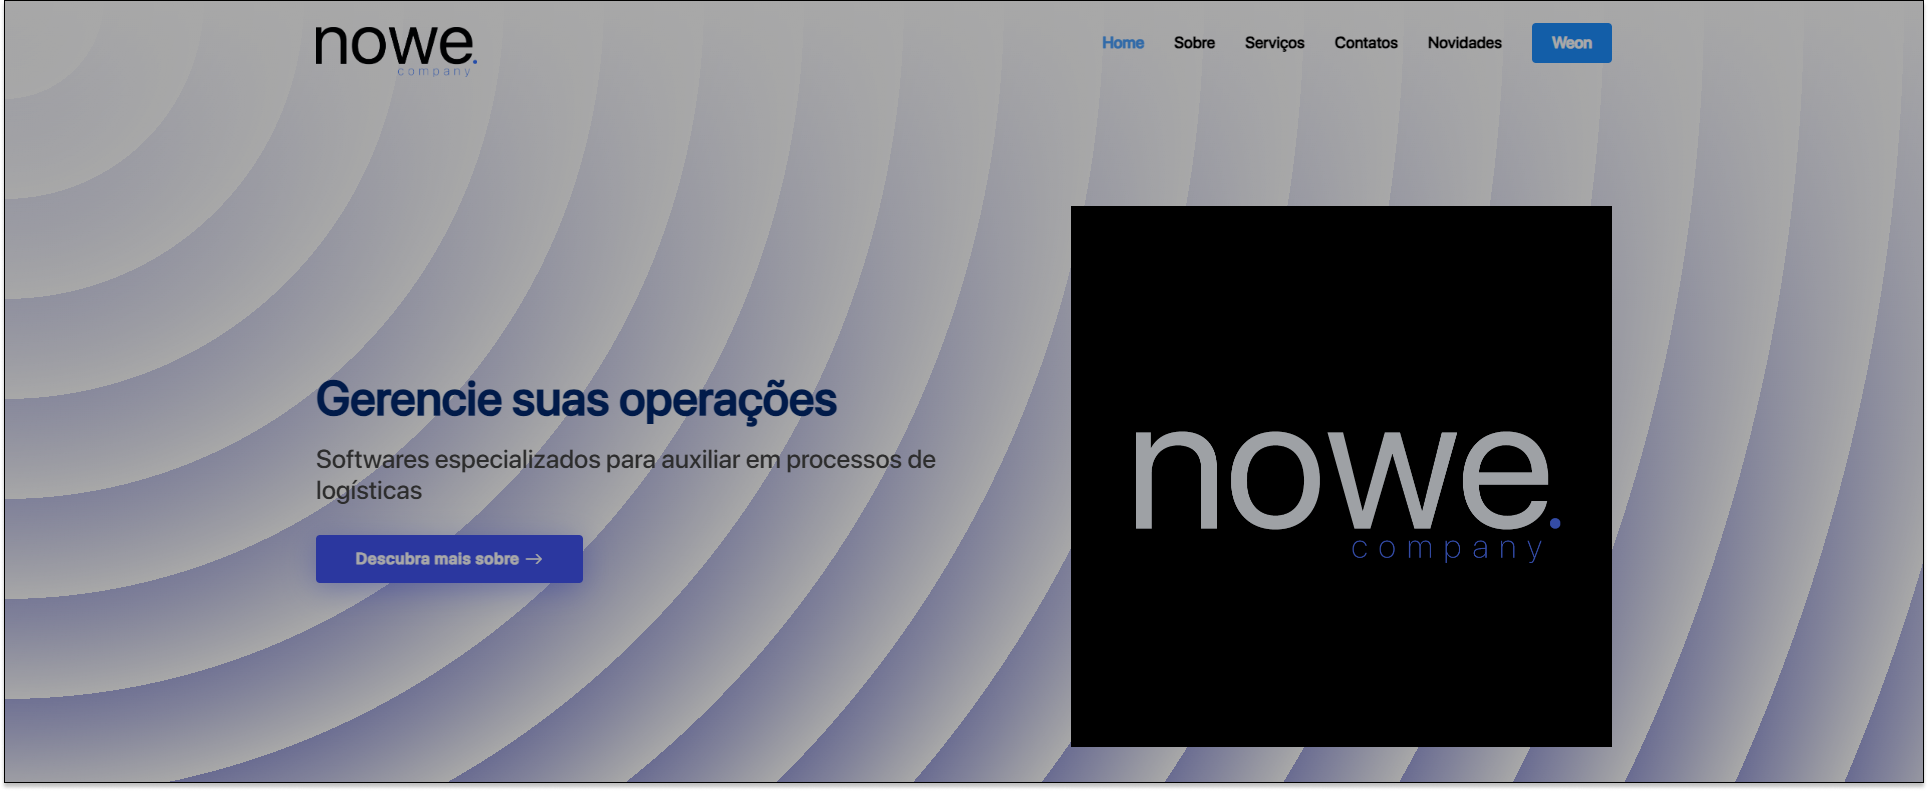 nowe.
company
Home Sobre Serviços Contatos Novidades Weon
Gerencie suas operações
Softwares especializados para auxiliar em processos de
logísticas
Descubra mais sobre →
nowe.
company